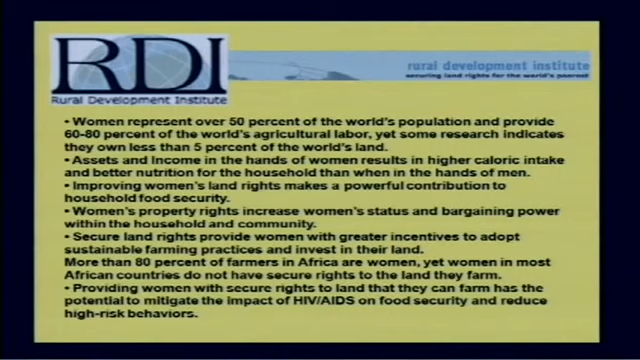 RDI
Rural Development Institute
rural development institute
securing land rights for the world's poorest
• Women represent over 50 percent of the world's population and provide
60-80 percent of the world's agricultural labor, yet some research indicates
they own less than 5 percent of the world's land.
• Assets and Income in the hands of women results in higher caloric intake
and better nutrition for the household than when in the hands of men.
• Improving women's land rights makes a powerful contribution to
household food security.
• Women's property rights increase women's status and bargaining power
within the household and community.
• Secure land rights provide women with greater incentives to adopt
sustainable farming practices and invest in their land.
More than 80 percent of farmers in Africa are women, yet women in most
African countries do not have secure rights to the land they farm.
• Providing women with secure rights to land that they can farm has the
potential to mitigate the impact of HIV/AIDS on food security and reduce
high-risk behaviors.